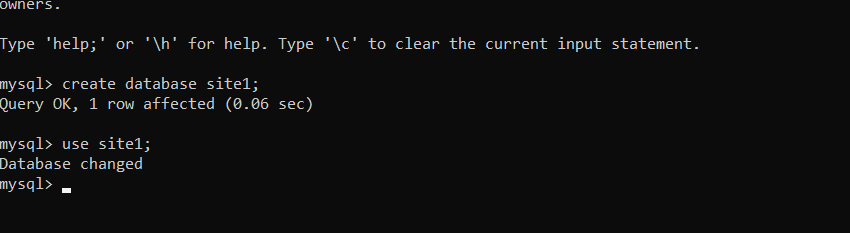 owners.
Type 'help;' or '\h' for help. Type '\c' to clear the current input statement.
mysql> create database site1;
Query OK, 1 row affected (0.06 sec)
mysql> use site1;
Database changed
mysql>